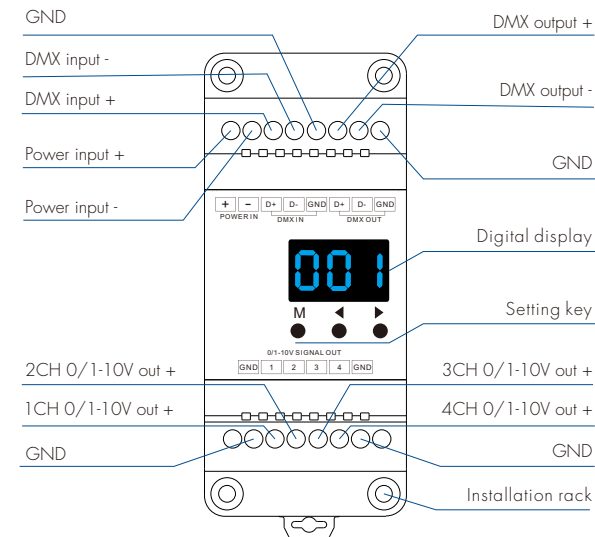 GND
DMX output +
DMX input -
DMX output -
DMX input +
Power input +
GND
Power input -
+ - D+ D- GND D+ D- GND
POWER IN DMX IN DMX OUT
Digital display
001
M ◀ ▶
Setting key
0/1-10V SIGNAL OUT
GND 1 2 3 4 GND
2CH 0/1-10V out +
3CH 0/1-10V out +
1CH 0/1-10V out +
4CH 0/1-10V out +
GND
GND
Installation rack